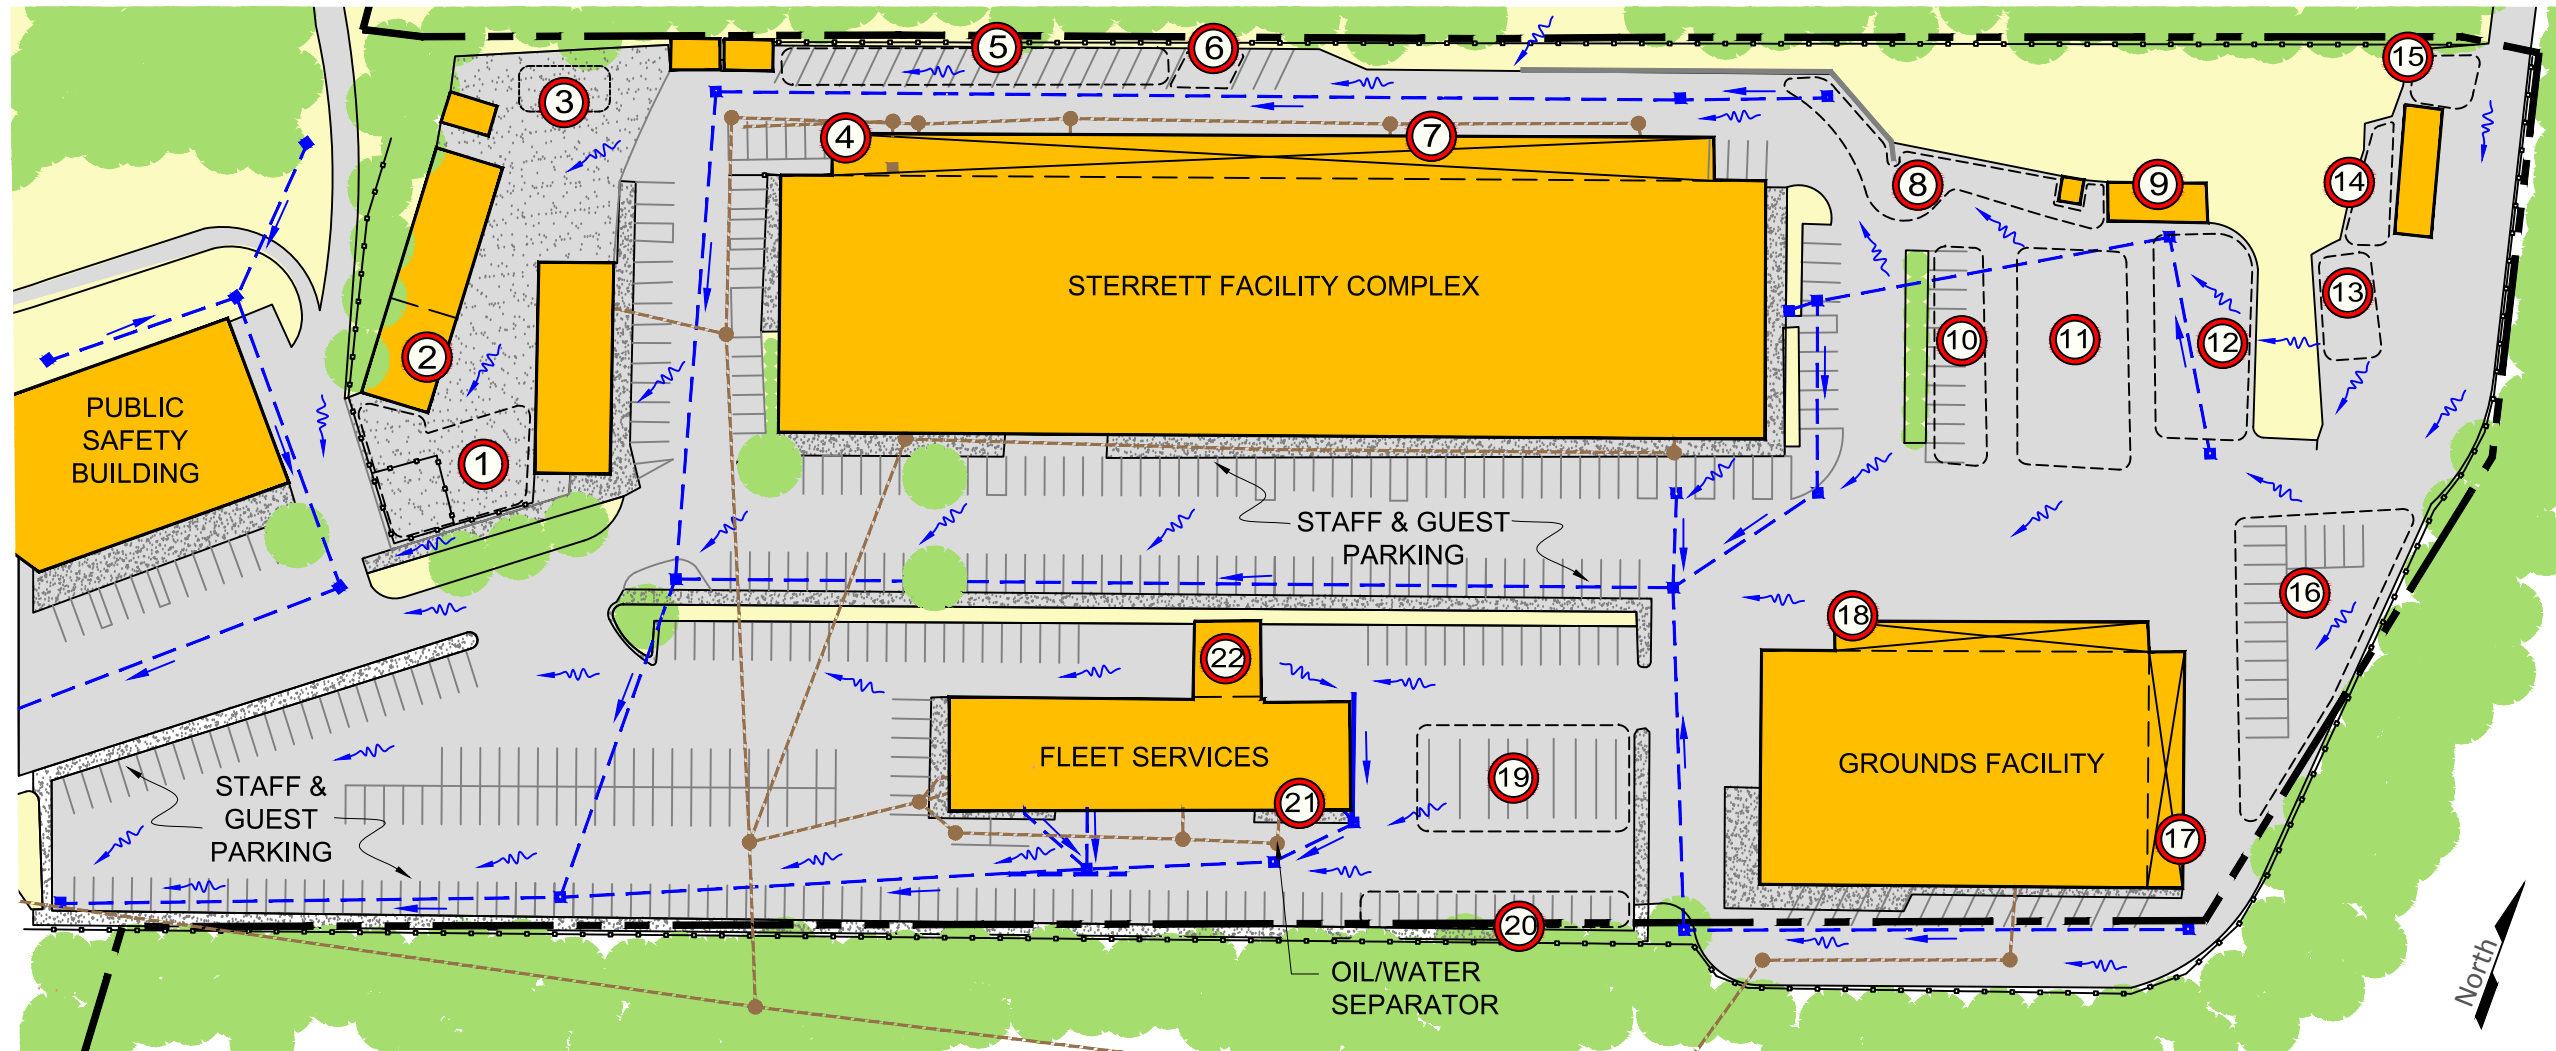 5
6
15
3
4
7
8
9
14
STERRETT FACILITY COMPLEX
13
2
10
11
12
PUBLIC
SAFETY
BUILDING
1
STAFF & GUEST
PARKING
16
18
22
FLEET SERVICES
19
GROUNDS FACILITY
STAFF &
GUEST
PARKING
21
17
20
OIL/WATER
SEPARATOR
North